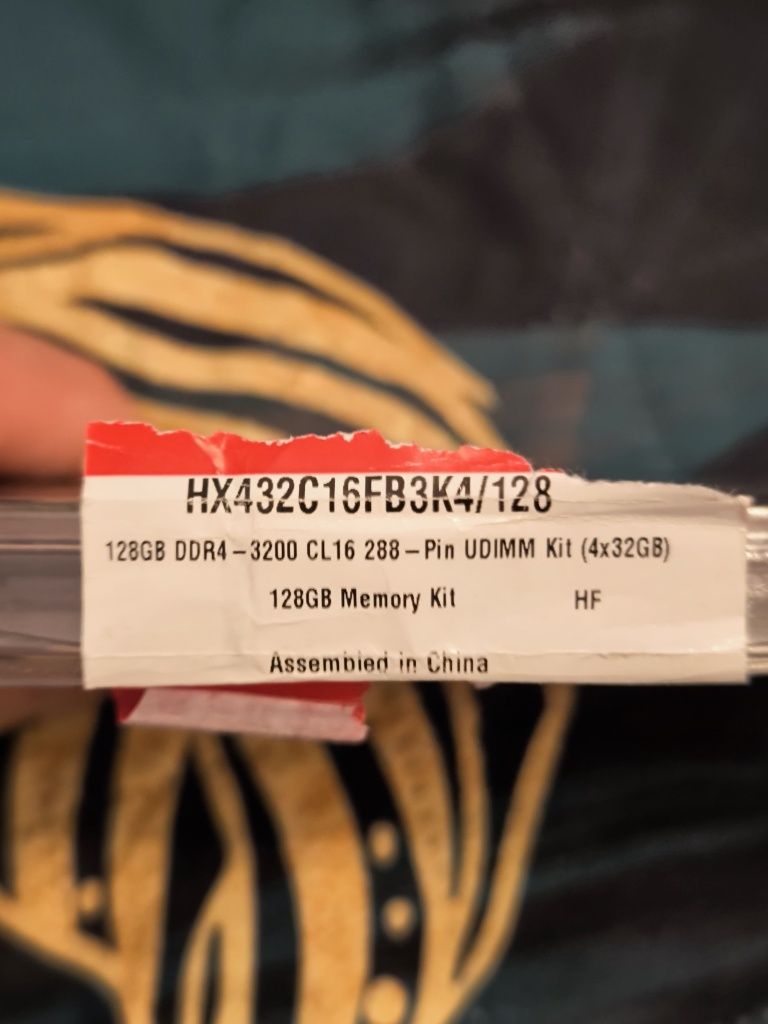 HX432C16FB3K4/128
128GB DDR4-3200 CL16 288-Pin UDIMM Kit (4x32GB)
128GB Memory Kit HF
Assembled in China